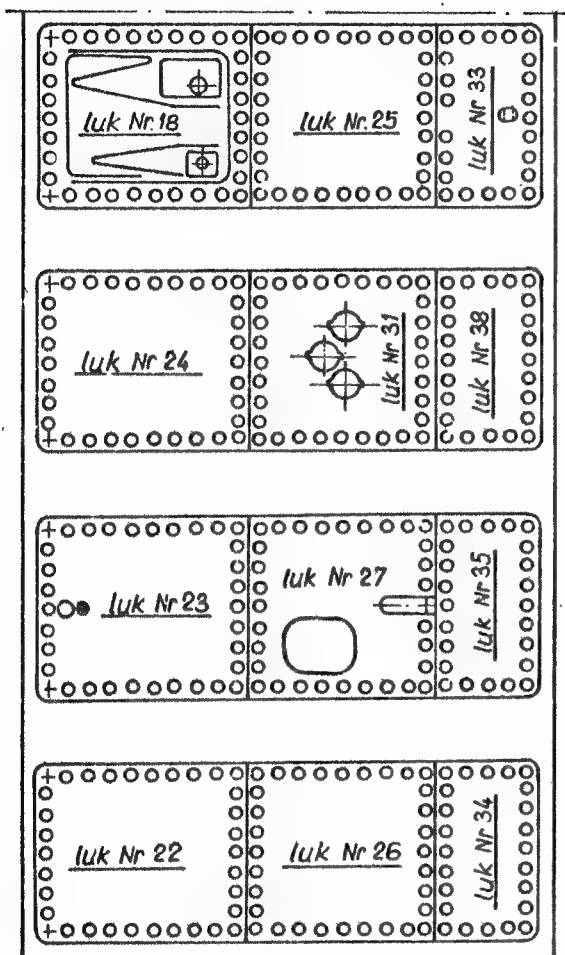 luk Nr.18
luk Nr.25
luk Nr 33
luk Nr 24
luk Nr 31
luk Nr 38
luk Nr 23
luk Nr 27
luk Nr 35
luk Nr 22
luk Nr 26
luk Nr 34